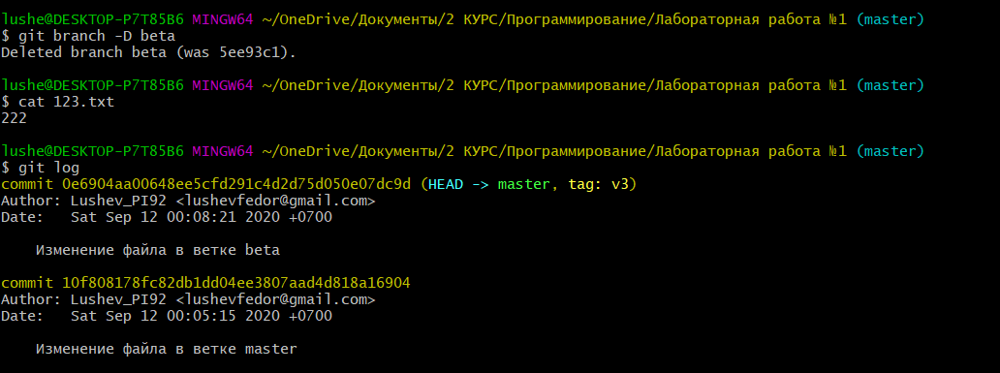 lushe@DESKTOP-P7T85B6 MINGW64 ~/OneDrive/Документы/2 КУРС/Программирование/Лабораторная работа №1 (master)
$ git branch -D beta
Deleted branch beta (was 5ee93c1).
lushe@DESKTOP-P7T85B6 MINGW64 ~/OneDrive/Документы/2 КУРС/Программирование/Лабораторная работа №1 (master)
$ cat 123.txt
222
lushe@DESKTOP-P7T85B6 MINGW64 ~/OneDrive/Документы/2 КУРС/Программирование/Лабораторная работа №1 (master)
$ git log
commit 0e6904aa00648ee5cfd291c4d2d75d050e07dc9d (HEAD -> master, tag: v3)
Author: Lushev_PI92 <lushevfedor@gmail.com>
Date:   Sat Sep 12 00:08:21 2020 +0700
Изменение файла в ветке beta
commit 10f808178fc82db1dd04ee3807aad4d818a16904
Author: Lushev_PI92 <lushevfedor@gmail.com>
Date:   Sat Sep 12 00:05:15 2020 +0700
Изменение файла в ветке master